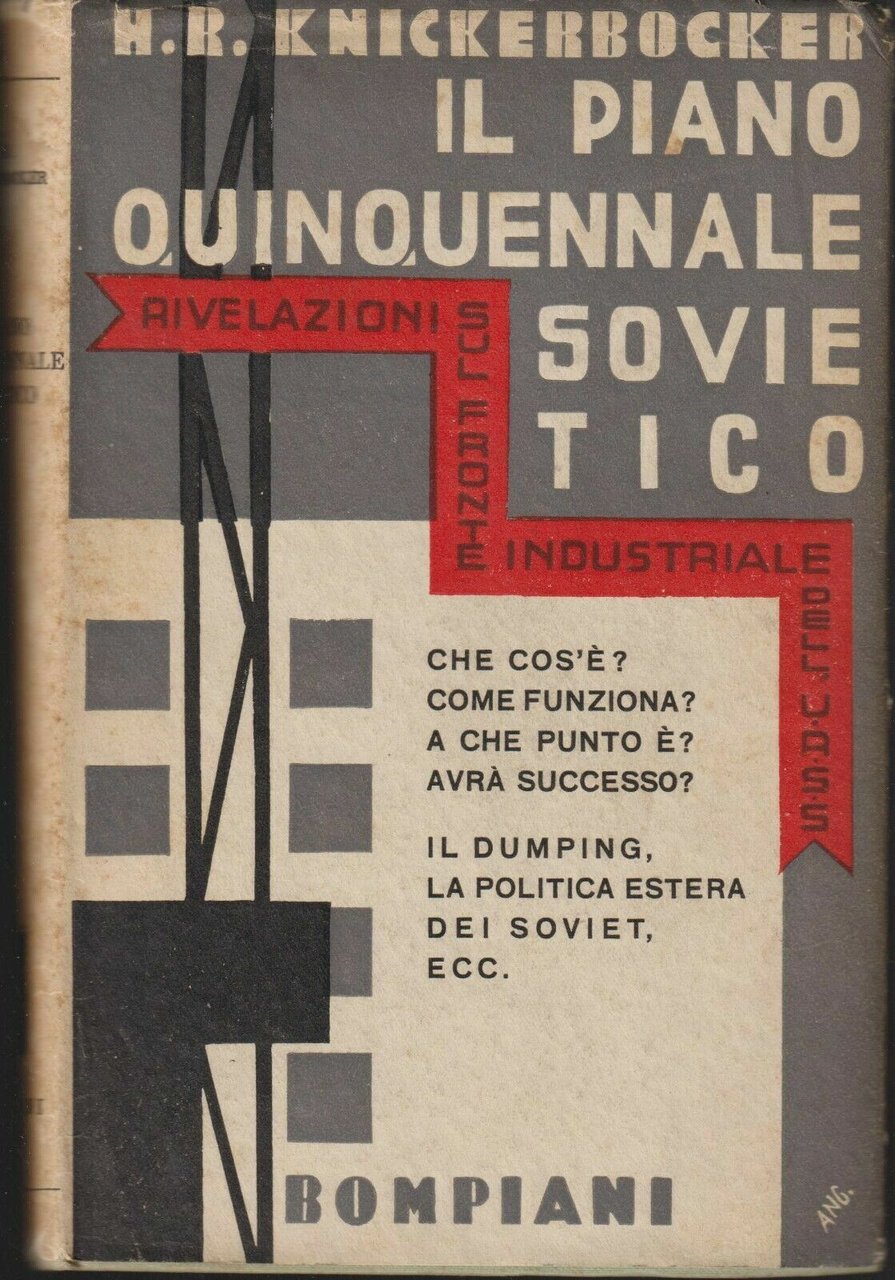 H. R. KNICKERBOCKER
IL PIANO
QUINQUENNALE
SOVIE
TICO
RIVELAZIONI
SUL FRONTE
INDUSTRIALE
DELL'U·D·S·S·
CHE COS'È?
COME FUNZIONA?
A CHE PUNTO È?
AVRÀ SUCCESSO?
IL DUMPING,
LA POLITICA ESTERA
DEI SOVIET,
ECC.
BOMPIANI
ANG.